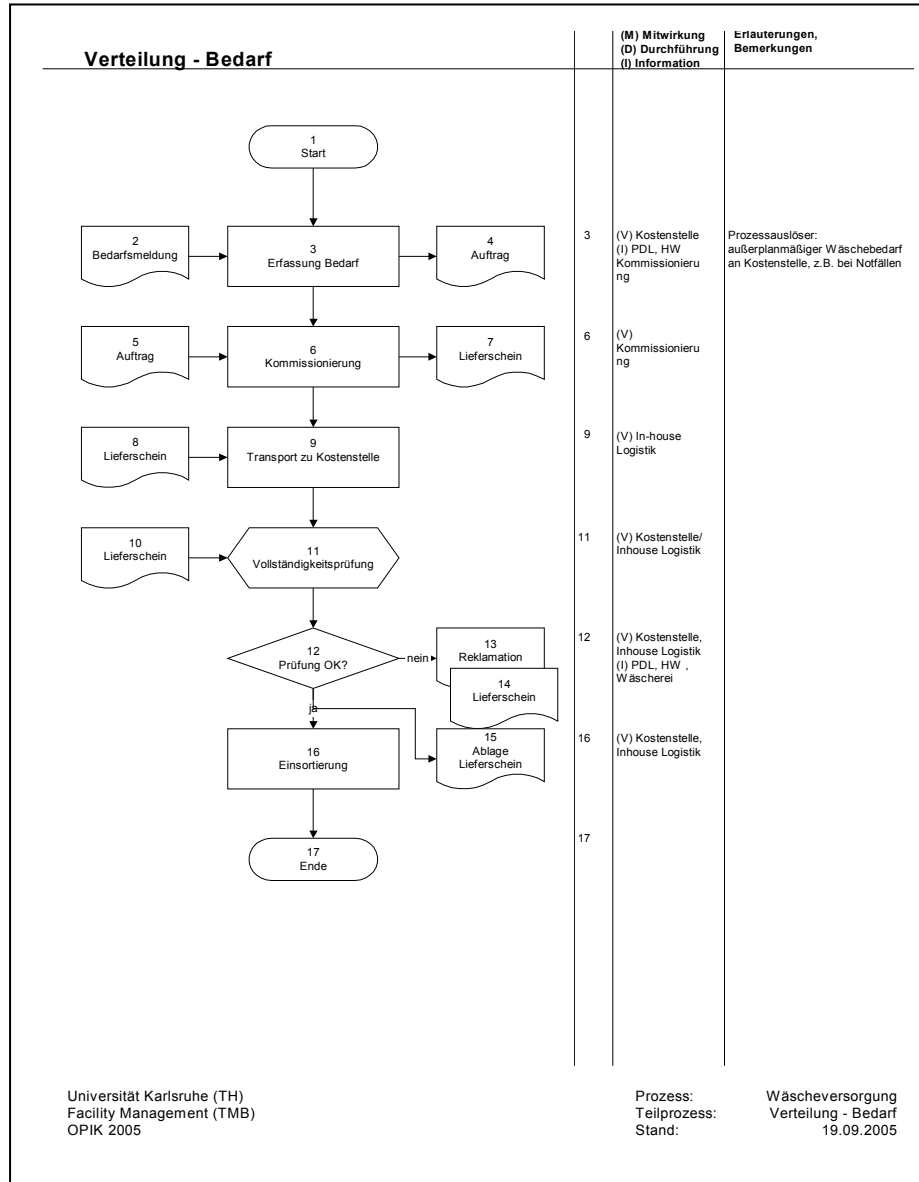 Verteilung - Bedarf
(M) Mitwirkung
(D) Durchführung
(I) Information
Erläuterungen,
Bemerkungen
1
Start
2
Bedarfsmeldung
3
Erfassung Bedarf
4
Auftrag
3
(V) Kostenstelle
(I) PDL, HW
Kommissionieru
ng
Prozessauslöser:
außerplanmäßiger Wäschebedarf
an Kostenstelle, z.B. bei Notfällen
5
Auftrag
6
Kommissionierung
7
Lieferschein
6
(V)
Kommissionieru
ng
8
Lieferschein
9
Transport zu Kostenstelle
9
(V) In-house
Logistik
10
Lieferschein
11
Vollständigkeitsprüfung
11
(V) Kostenstelle/
Inhouse Logistik
12
Prüfung OK?
nein
13
Reklamation
14
Lieferschein
12
(V) Kostenstelle,
Inhouse Logistik
(I) PDL, HW ,
Wäscherei
ja
15
Ablage
Lieferschein
16
Einsortierung
16
(V) Kostenstelle,
Inhouse Logistik
17
Ende
17
Universität Karlsruhe (TH)
Facility Management (TMB)
OPIK 2005
Prozess: Wäscheversorgung
Teilprozess: Verteilung - Bedarf
Stand: 19.09.2005